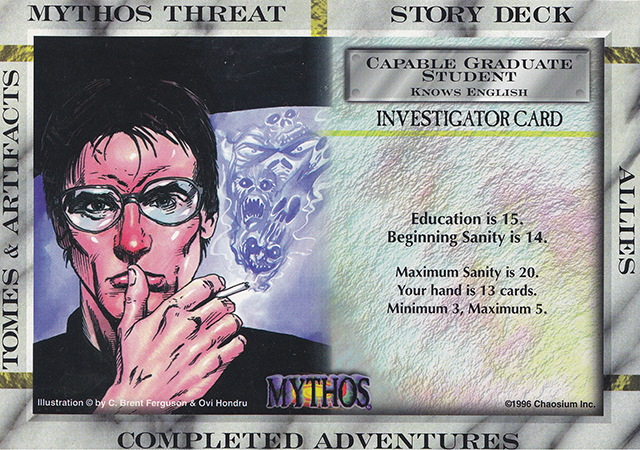 MYTHOS THREAT
STORY DECK
TOMES & ARTIFACTS
CAPABLE GRADUATE
STUDENT
KNOWS ENGLISH
INVESTIGATOR CARD
Education is 15.
Beginning Sanity is 14.
Maximum Sanity is 20.
Your hand is 13 cards.
Minimum 3, Maximum 5.
ALLIES
MYTHOS
Illustration © by C. Brent Ferguson & Ovi Hondru
©1996 Chaosium Inc.
COMPLETED ADVENTURES